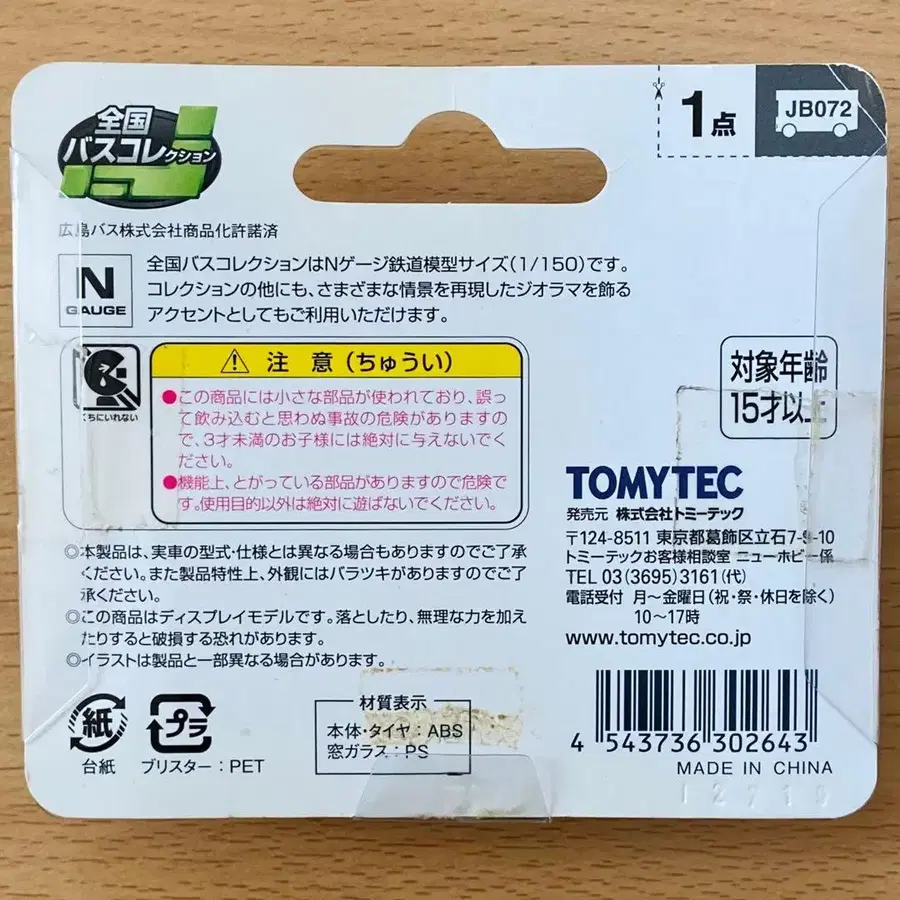 全国
バスコレクション
1点
JB072
広島バス株式会社商品化許諾済
N
GAUGE
全国バスコレクションはNゲージ鉄道模型サイズ(1/150)です。
コレクションの他にも、さまざまな情景を再現したジオラマを飾る
アクセントとしてもご利用いただけます。
くちにいれない
注 意 (ちゅうい)
●この商品には小さな部品が使われており、誤っ
て飲み込むと思わぬ事故の危険がありますの
で、3才未満のお子様には絶対に与えないでく
ださい。
●機能上、とがっている部品がありますので危険で
す。使用目的以外は絶対に遊ばないでください。
対象年齢
15才以上
TOMYTEC
発売元 株式会社トミーテック
〒124-8511 東京都葛飾区立石7-9-10
トミーテックお客様相談室 ニューホビー係
TEL 03(3695)3161(代)
電話受付 月～金曜日(祝・祭・休日を除く)
10～17時
www.tomytec.co.jp
◎本製品は、実車の型式・仕様とは異なる場合もありますのでご了承
ください。また製品特性上、外観にはバラツキがありますのでご了
承ください。
◎この商品はディスプレイモデルです。落としたり、無理な力を加え
たりすると破損する恐れがあります。
◎イラストは製品と一部異なる場合があります。
紙
台紙
プラ
ブリスター：PET
材質表示
本体・タイヤ：ABS
窓ガラス：PS
4 543736 302643
MADE IN CHINA